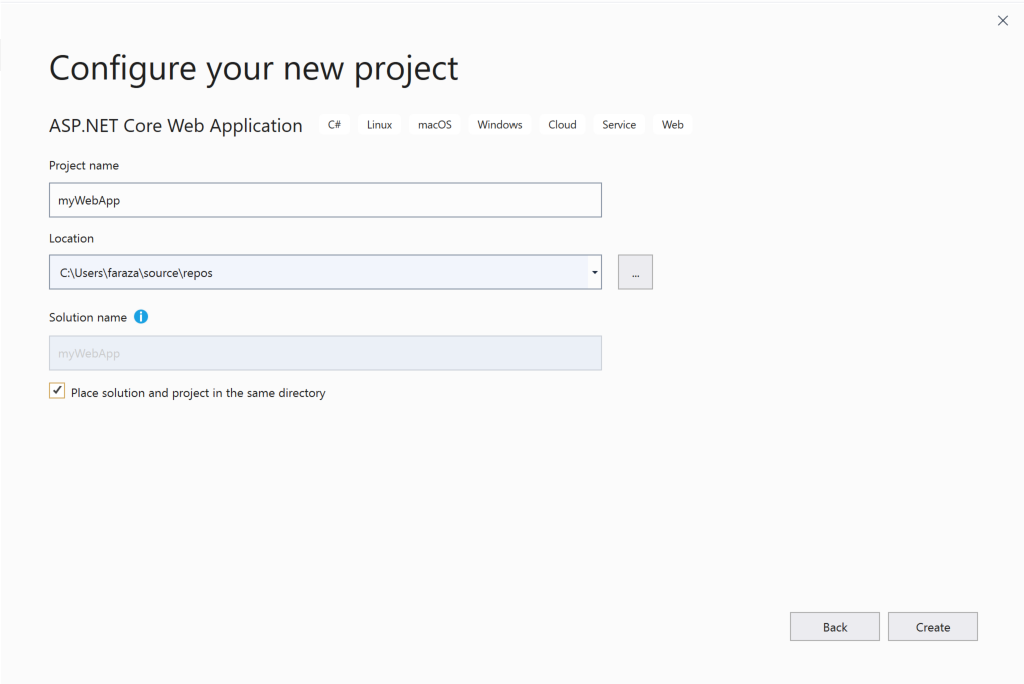 Configure your new project
ASP.NET Core Web Application C# Linux macOS Windows Cloud Service Web
Project name
myWebApp
Location
C:\Users\faraza\source\repos
...
Solution name
myWebApp
Place solution and project in the same directory
Back Create